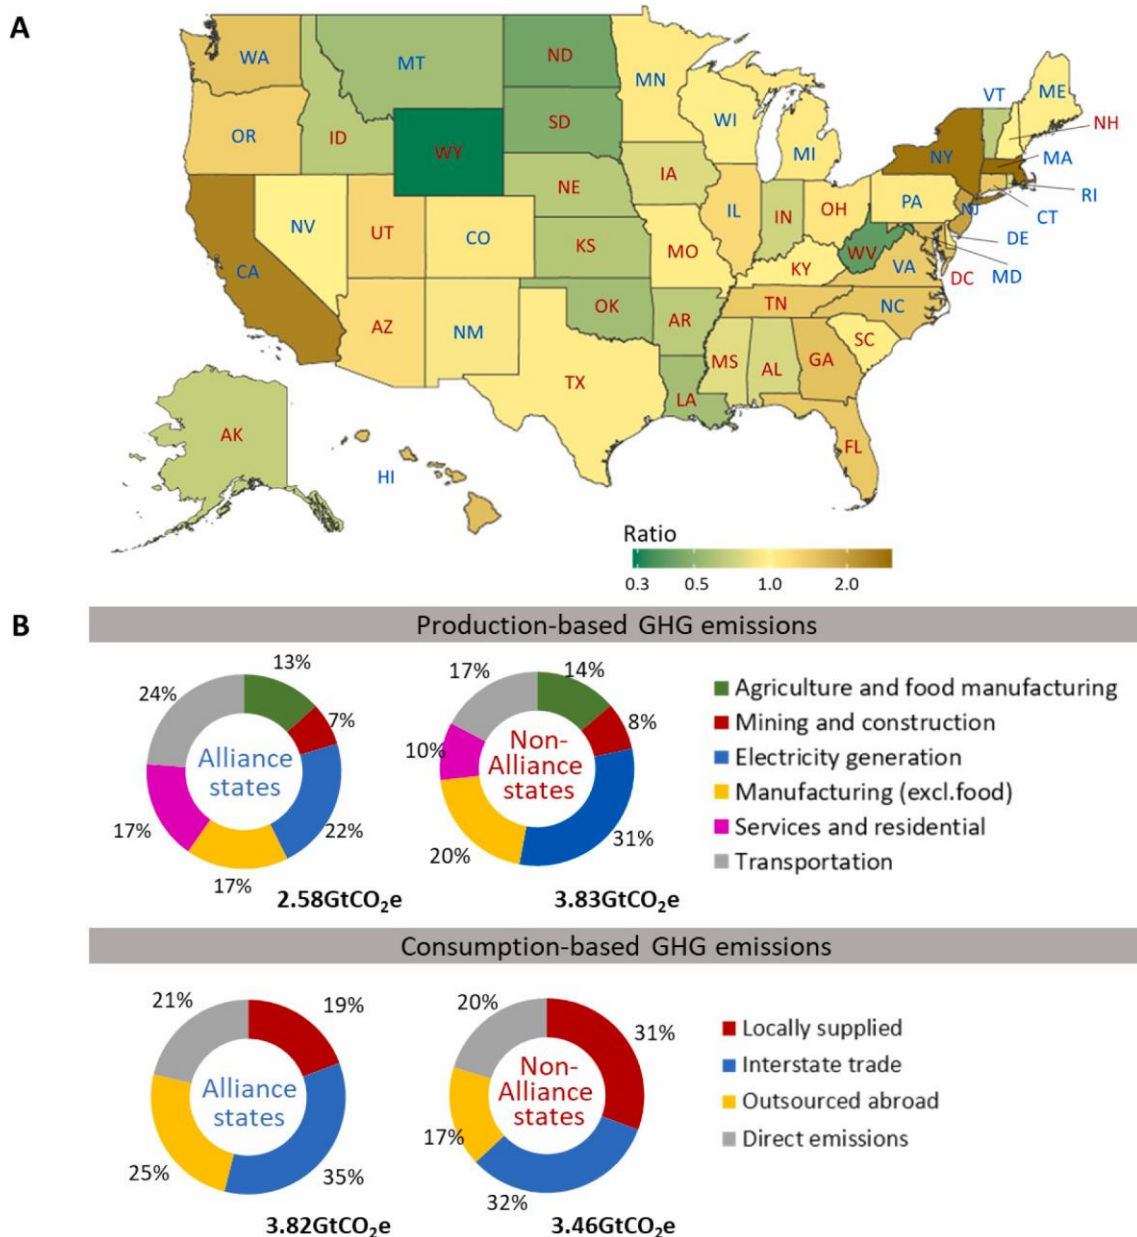 A
WA
MT
ND
MN
VT
ME
OR
ID
SD
WI
NH
WY
MI
NY
MA
NE
IA
PA
RI
NV
UT
CO
IL
IN
OH
NJ
CT
CA
KS
MO
WV
VA
DE
KY
DC
MD
AZ
NM
OK
AR
TN
NC
SC
TX
MS
AL
GA
LA
FL
AK
HI
Ratio
0.3 0.5 1.0 2.0
B
Production-based GHG emissions
13%
24%
7%
Alliance
states
17%
22%
17%
2.58GtCO₂e
17%
14%
8%
10%
Non-
Alliance
states
20%
31%
3.83GtCO₂e
Agriculture and food manufacturing
Mining and construction
Electricity generation
Manufacturing (excl.food)
Services and residential
Transportation
Consumption-based GHG emissions
21%
19%
Alliance
states
25%
35%
3.82GtCO₂e
20%
31%
Non-
Alliance
states
17%
32%
3.46GtCO₂e
Locally supplied
Interstate trade
Outsourced abroad
Direct emissions